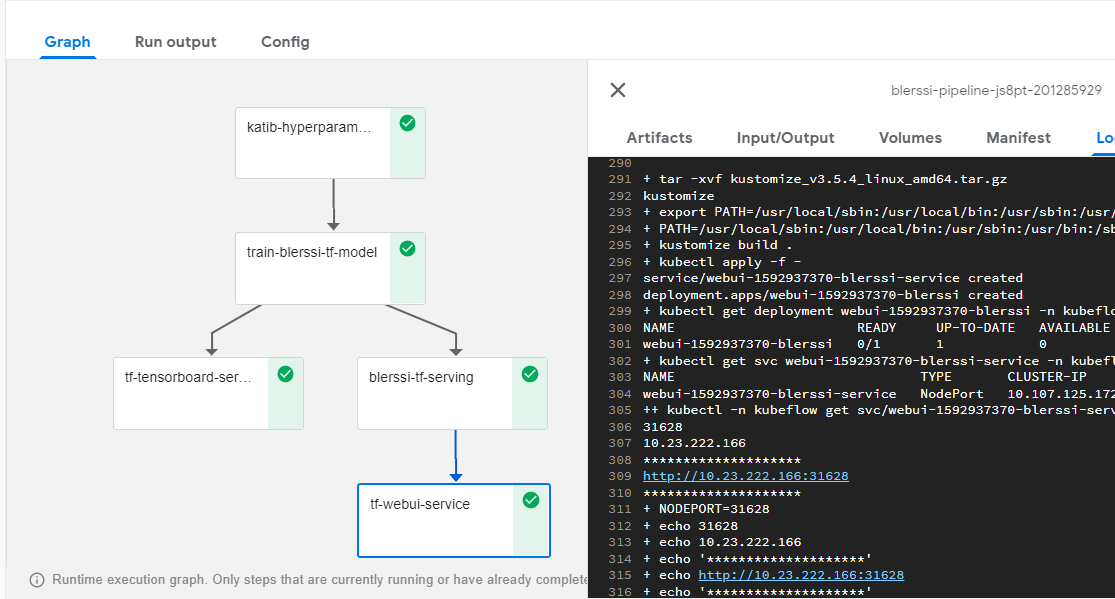 Graph Run output Config
katib-hyperparam...
train-blerssi-tf-model
tf-tensorboard-ser...
blerssi-tf-serving
tf-webui-service
Runtime execution graph. Only steps that are currently running or have already complete
blerssi-pipeline-js8pt-201285929
Artifacts Input/Output Volumes Manifest Lo
290
291 + tar -xvf kustomize_v3.5.4_linux_amd64.tar.gz
292 kustomize
293 + export PATH=/usr/local/sbin:/usr/local/bin:/usr/sbin:/usr/
294 + PATH=/usr/local/sbin:/usr/local/bin:/usr/sbin:/usr/bin:/sb
295 + kustomize build .
296 + kubectl apply -f -
297 service/webui-1592937370-blerssi-service created
298 deployment.apps/webui-1592937370-blerssi created
299 + kubectl get deployment webui-1592937370-blerssi -n kubeflo
300 NAME READY UP-TO-DATE AVAILABLE
301 webui-1592937370-blerssi 0/1 1 0
302 + kubectl get svc webui-1592937370-blerssi-service -n kubefl
303 NAME TYPE CLUSTER-IP
304 webui-1592937370-blerssi-service NodePort 10.107.125.172
305 ++ kubectl -n kubeflow get svc/webui-1592937370-blerssi-serv
306 31628
307 10.23.222.166
308 ********************
309 http://10.23.222.166:31628
310 ********************
311 + NODEPORT=31628
312 + echo 31628
313 + echo 10.23.222.166
314 + echo '********************'
315 + echo http://10.23.222.166:31628
316 + echo '********************'